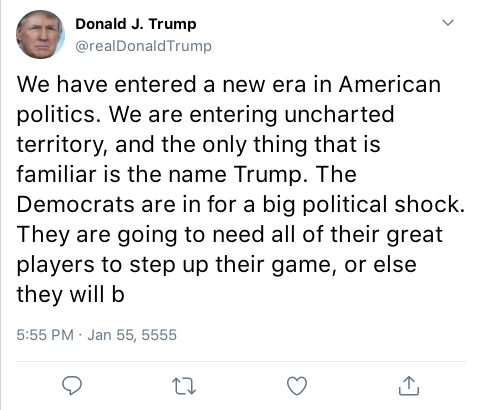 Donald J. Trump
@realDonaldTrump
We have entered a new era in American
politics. We are entering uncharted
territory, and the only thing that is
familiar is the name Trump. The
Democrats are in for a big political shock.
They are going to need all of their great
players to step up their game, or else
they will b
5:55 PM · Jan 55, 5555